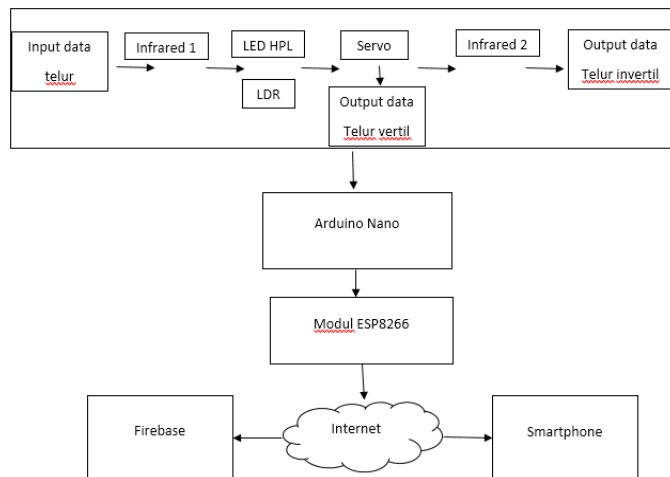 Input data
telur
Infrared 1
LED HPL
LDR
Servo
Output data
Telur vertil
Infrared 2
Output data
Telur invertil
Arduino Nano
Modul ESP8266
Firebase
Internet
Smartphone